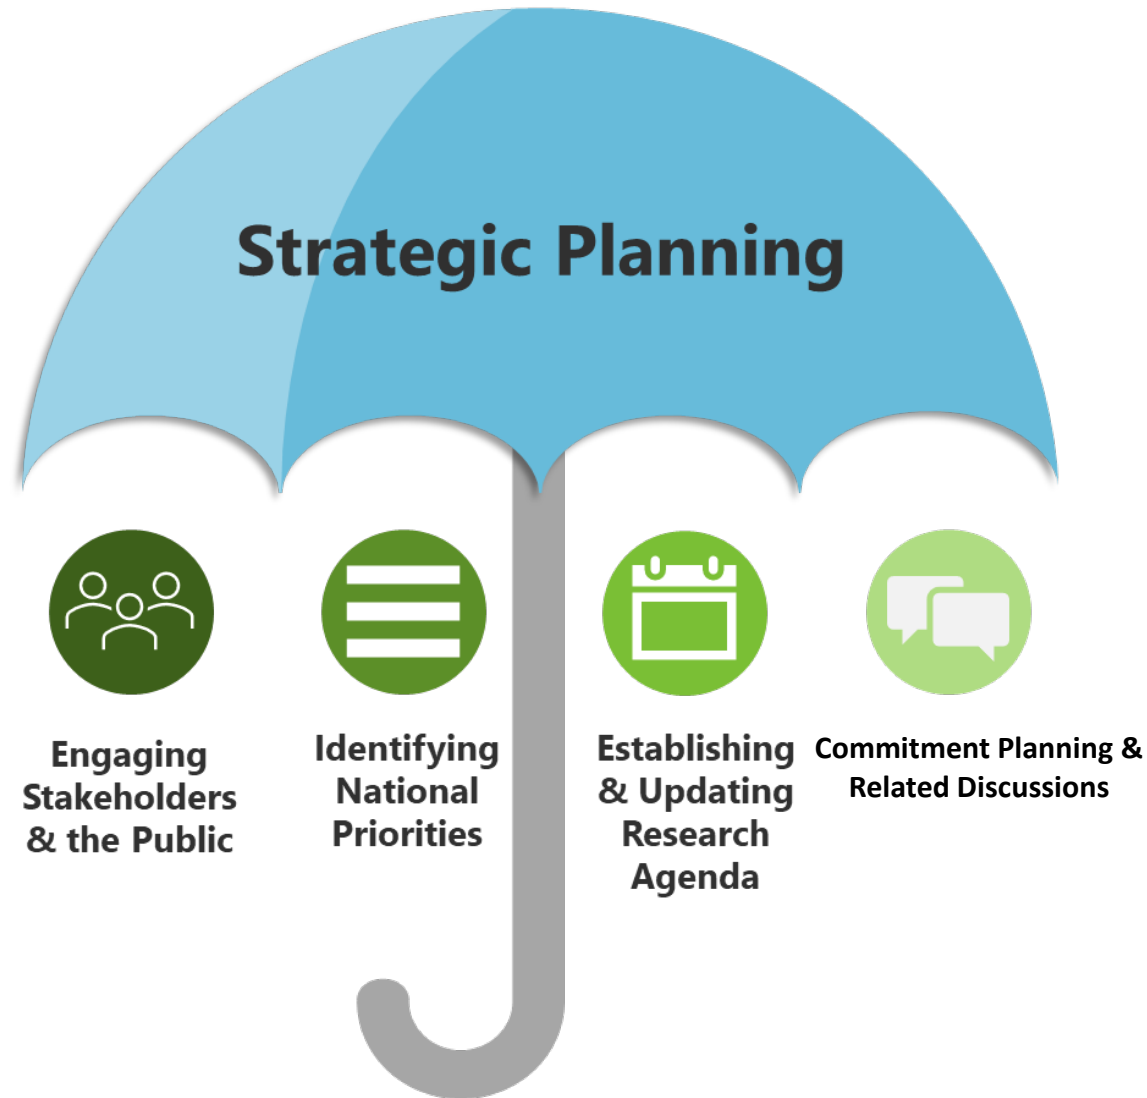 Strategic Planning
Engaging
Stakeholders
& the Public
Identifying
National
Priorities
Establishing
& Updating
Research
Agenda
Commitment Planning &
Related Discussions